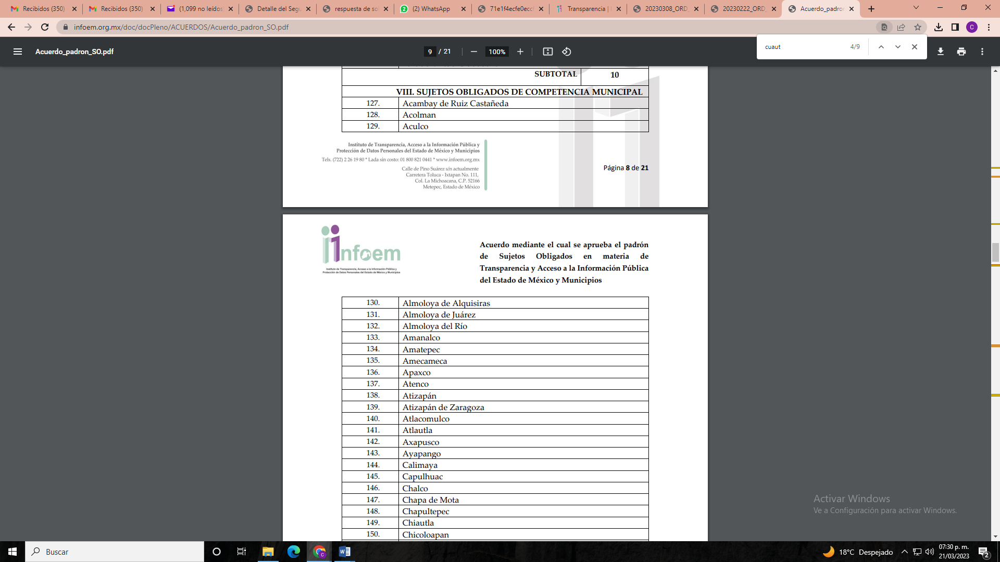 Recibidos (350)
Recibidos (350)
(1,099 no leídos)
Detalle del Segu
respuesta de so
(2) WhatsApp
71e1f4ecfe0eccf
Transparencia |
20230308_ORD_
20230222_ORD_
Acuerdo_padron
infoem.org.mx/doc/docPleno/ACUERDOS/Acuerdo_padron_SO.pdf
C
Acuerdo_padron_SO.pdf
9 / 21
100%
cuaut
4/9
SUBTOTAL 10
VIII. SUJETOS OBLIGADOS DE COMPETENCIA MUNICIPAL
127. Acambay de Ruiz Castañeda
128. Acolman
129. Aculco
Instituto de Transparencia, Acceso a la Información Pública y
Protección de Datos Personales del Estado de México y Municipios
Tels. (722) 2 26 19 80 * Lada sin costo: 01 800 821 0441 * www.infoem.org.mx
Calle de Pino Suárez s/n actualmente
Carretera Toluca - Ixtapan No. 111,
Col. La Michoacana, C.P. 52166
Metepec, Estado de México
Página 8 de 21
infoem
Instituto de Transparencia, Acceso a la Información Pública y
Protección de Datos Personales del Estado de México y Municipios
Acuerdo mediante el cual se aprueba el padrón
de Sujetos Obligados en materia de
Transparencia y Acceso a la Información Pública
del Estado de México y Municipios
130. Almoloya de Alquisiras
131. Almoloya de Juárez
132. Almoloya del Río
133. Amanalco
134. Amatepec
135. Amecameca
136. Apaxco
137. Atenco
138. Atizapán
139. Atizapán de Zaragoza
140. Atlacomulco
141. Atlautla
142. Axapusco
143. Ayapango
144. Calimaya
145. Capulhuac
146. Chalco
147. Chapa de Mota
148. Chapultepec
149. Chiautla
150. Chicoloapan
Activar Windows
Ve a Configuración para activar Windows.
Buscar
18°C Despejado
07:30 p. m.
21/03/2023
2